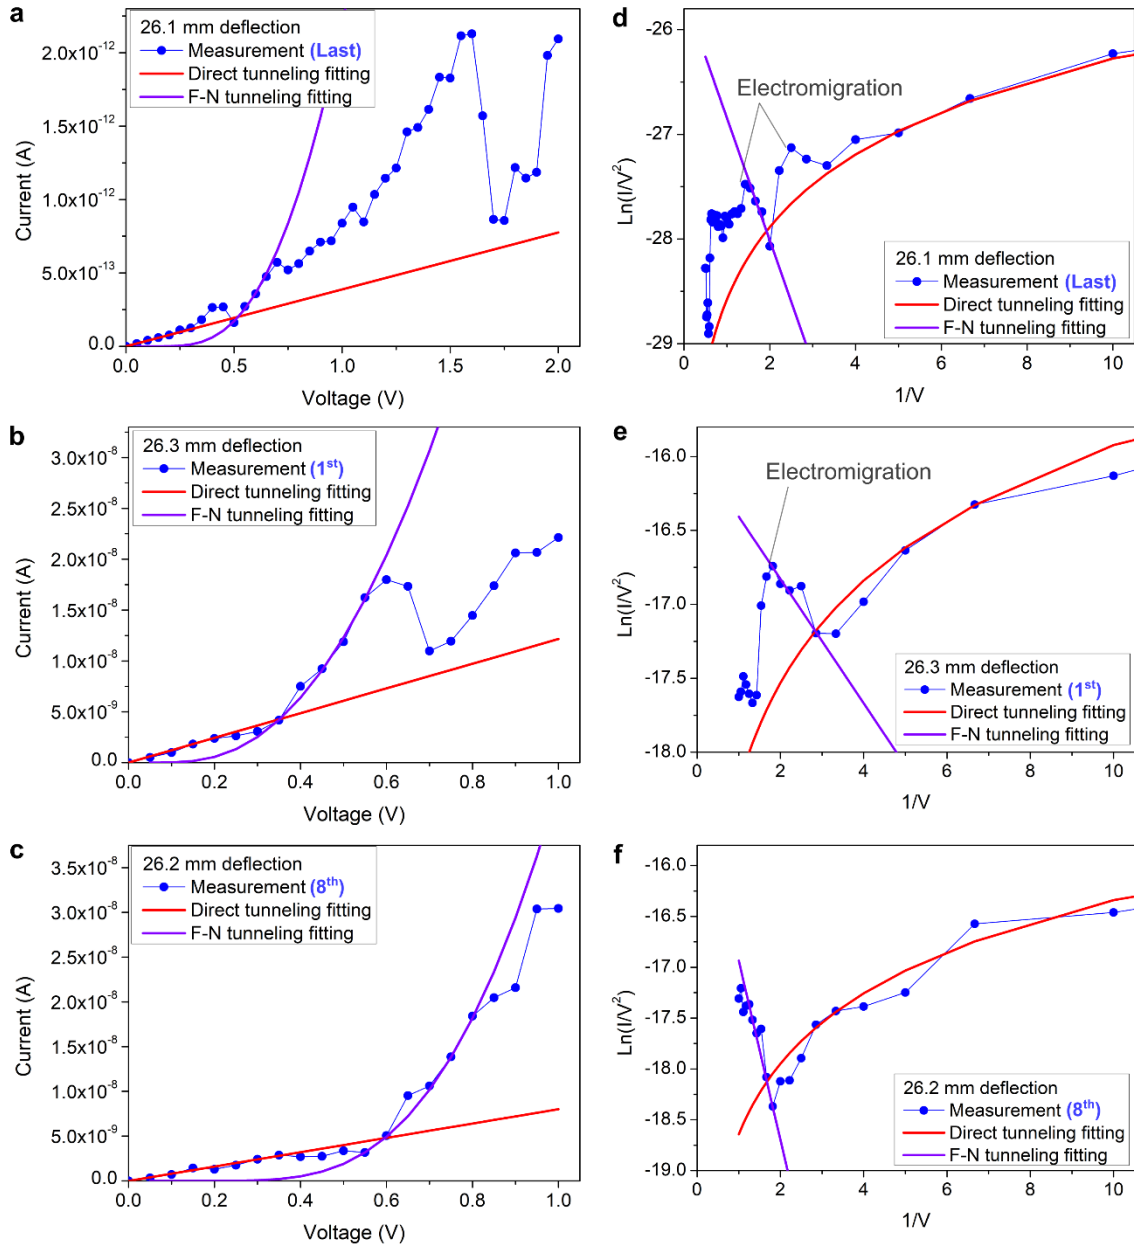 a
26.1 mm deflection
Measurement (Last)
Direct tunneling fitting
F-N tunneling fitting
2.0x10⁻¹²
1.5x10⁻¹²
1.0x10⁻¹²
5.0x10⁻¹³
0.0
Current (A)
0.0 0.5 1.0 1.5 2.0
Voltage (V)
d
Electromigration
-26
-27
-28
-29
Ln(I/V²)
26.1 mm deflection
Measurement (Last)
Direct tunneling fitting
F-N tunneling fitting
0 2 4 6 8 10
1/V
b
26.3 mm deflection
Measurement (1ˢᵗ)
Direct tunneling fitting
F-N tunneling fitting
3.0x10⁻⁸
2.5x10⁻⁸
2.0x10⁻⁸
1.5x10⁻⁸
1.0x10⁻⁸
5.0x10⁻⁹
0.0
Current (A)
0.0 0.2 0.4 0.6 0.8 1.0
Voltage (V)
e
Electromigration
-16.0
-16.5
-17.0
-17.5
-18.0
Ln(I/V²)
26.3 mm deflection
Measurement (1ˢᵗ)
Direct tunneling fitting
F-N tunneling fitting
0 2 4 6 8 10
1/V
c
26.2 mm deflection
Measurement (8ᵗʰ)
Direct tunneling fitting
F-N tunneling fitting
3.5x10⁻⁸
3.0x10⁻⁸
2.5x10⁻⁸
2.0x10⁻⁸
1.5x10⁻⁸
1.0x10⁻⁸
5.0x10⁻⁹
0.0
Current (A)
0.0 0.2 0.4 0.6 0.8 1.0
Voltage (V)
f
-16.0
-16.5
-17.0
-17.5
-18.0
-18.5
-19.0
Ln(I/V²)
26.2 mm deflection
Measurement (8ᵗʰ)
Direct tunneling fitting
F-N tunneling fitting
0 2 4 6 8 10
1/V